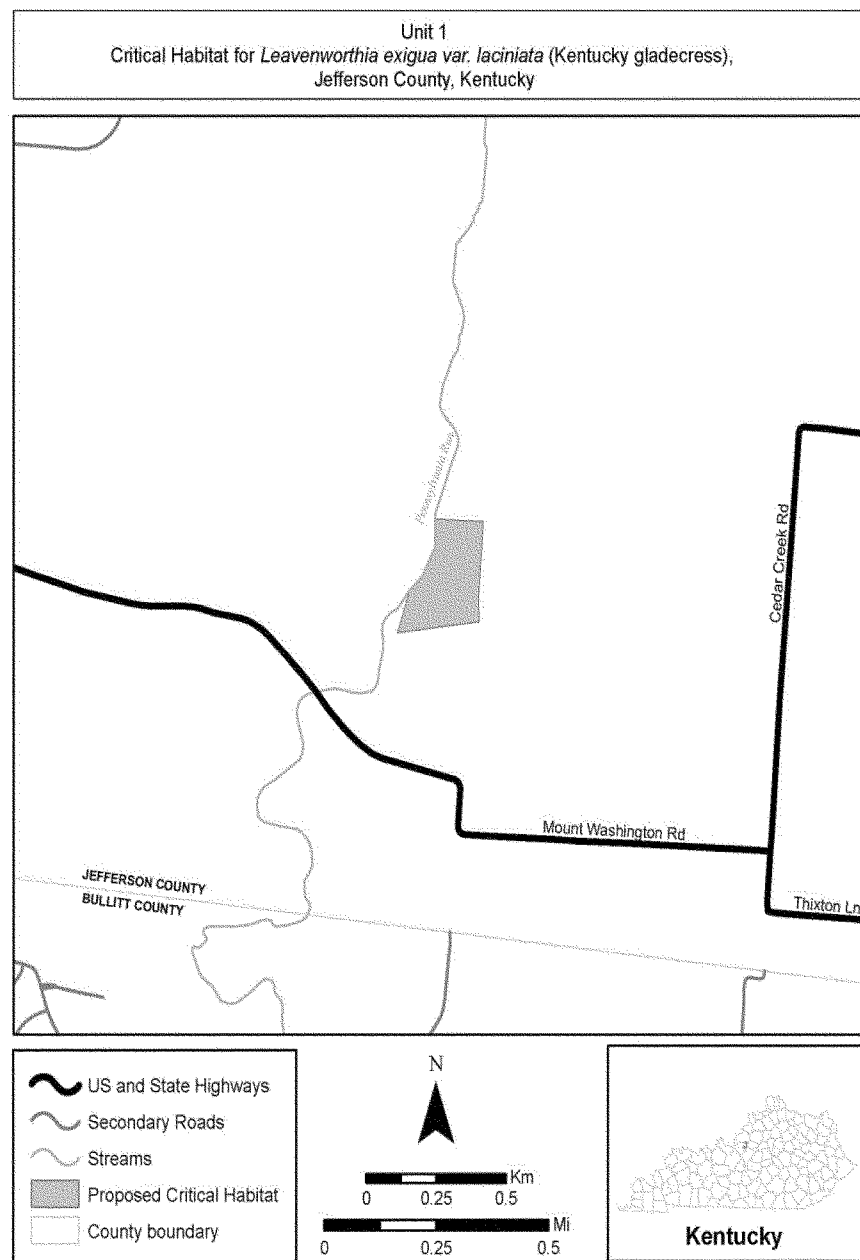 Unit 1
Critical Habitat for Leavenworthia exigua var. laciniata (Kentucky gladecress),
Jefferson County, Kentucky
Pennsylvania Run
Cedar Creek Rd
Mount Washington Rd
JEFFERSON COUNTY
BULLITT COUNTY
Thixton Ln
US and State Highways
Secondary Roads
Streams
Proposed Critical Habitat
County boundary
N
Km
0 0.25 0.5
Mi
0 0.25 0.5
Kentucky